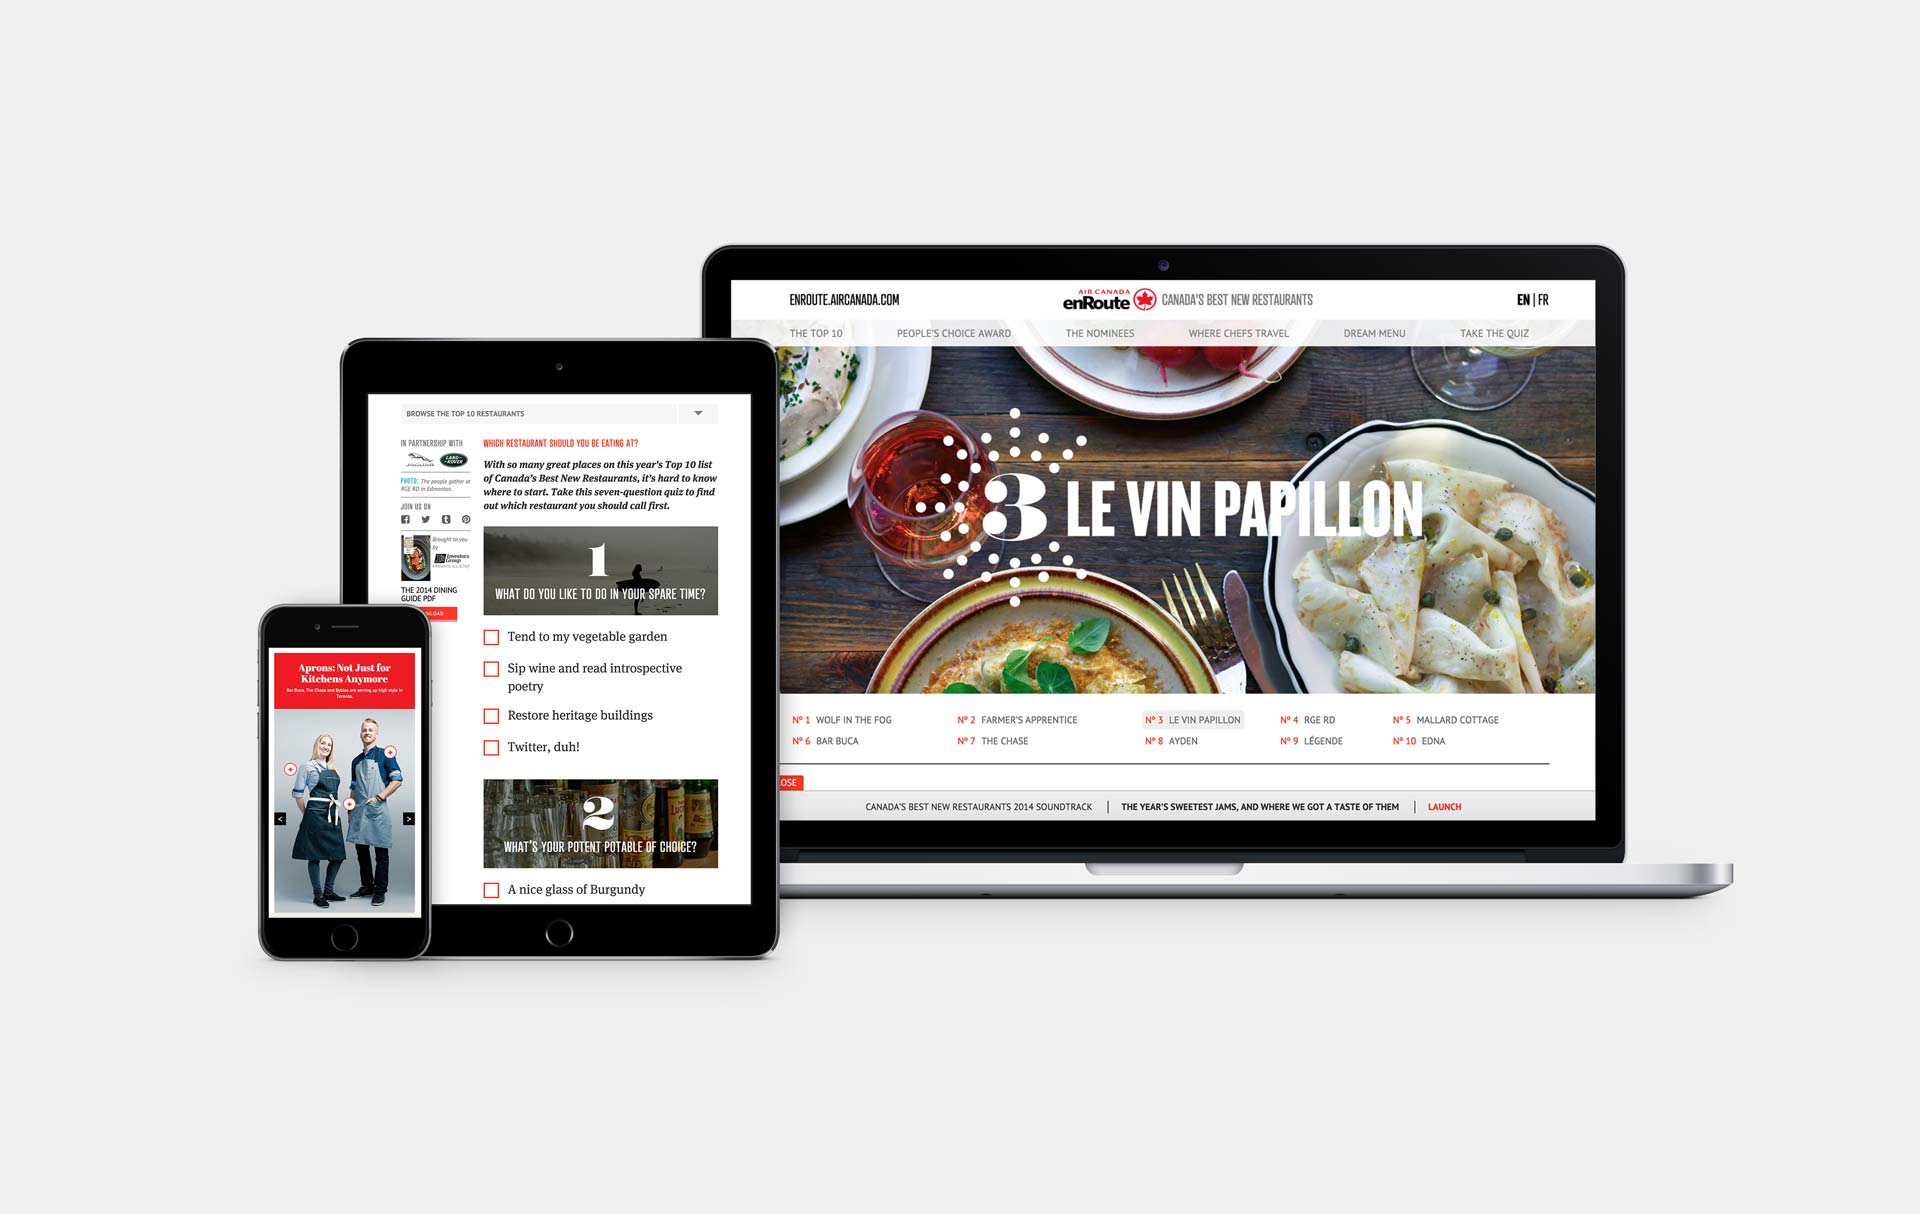 ENROUTE.AIRCANADA.COM
AIR CANADA
enRoute
CANADA'S BEST NEW RESTAURANTS
EN | FR
THE TOP 10
PEOPLE'S CHOICE AWARD
THE NOMINEES
WHERE CHEFS TRAVEL
DREAM MENU
TAKE THE QUIZ
3 LE VIN PAPILLON
Nº 1 WOLF IN THE FOG
Nº 2 FARMER'S APPRENTICE
Nº 3 LE VIN PAPILLON
Nº 4 RGE RD
Nº 5 MALLARD COTTAGE
Nº 6 BAR BUCA
Nº 7 THE CHASE
Nº 8 AYDEN
Nº 9 LÉGENDE
Nº 10 EDNA
LOSE
CANADA'S BEST NEW RESTAURANTS 2014 SOUNDTRACK | THE YEAR'S SWEETEST JAMS, AND WHERE WE GOT A TASTE OF THEM | LAUNCH
BROWSE THE TOP 10 RESTAURANTS
IN PARTNERSHIP WITH
JAGUAR
LAND ROVER
PHOTO: The people gather at
RGE RD in Edmonton.
JOIN US ON
Brought to you
by
Investors
Group
PRIVATE CLIENT
THE 2014 DINING
GUIDE PDF
NLOAD
WHICH RESTAURANT SHOULD YOU BE EATING AT?
With so many great places on this year's Top 10 list
of Canada's Best New Restaurants, it's hard to know
where to start. Take this seven-question quiz to find
out which restaurant you should call first.
1
WHAT DO YOU LIKE TO DO IN YOUR SPARE TIME?
Tend to my vegetable garden
Sip wine and read introspective
poetry
Restore heritage buildings
Twitter, duh!
2
WHAT'S YOUR POTENT POTABLE OF CHOICE?
A nice glass of Burgundy
Aprons: Not Just for
Kitchens Anymore
Bar Buca, The Chase and Byblos are serving up high style in
Toronto.
< >